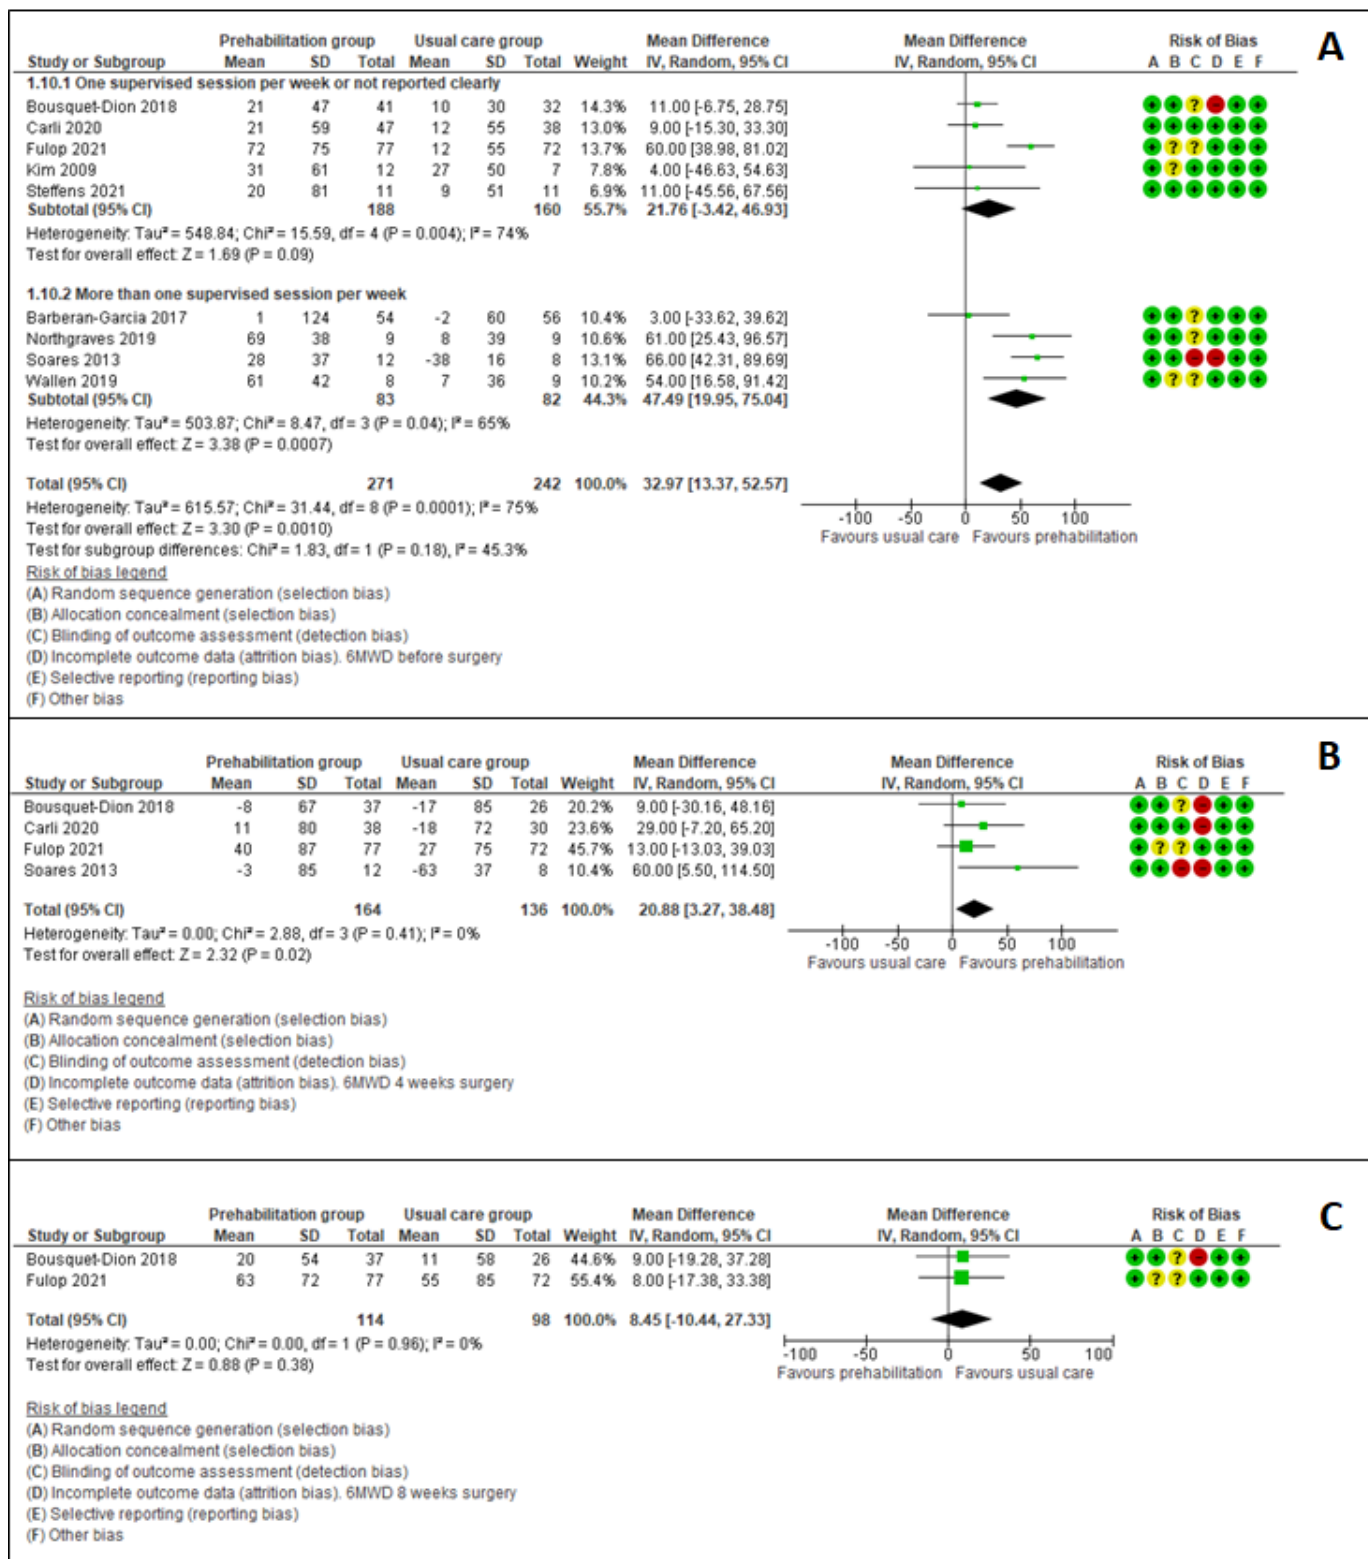 A
Prehabilitation group Usual care group Mean Difference Mean Difference Risk of Bias
Study or Subgroup Mean SD Total Mean SD Total Weight IV, Random, 95% CI IV, Random, 95% CI A B C D E F
1.10.1 One supervised session per week or not reported clearly
Bousquet-Dion 2018 21 47 41 10 30 32 14.3% 11.00 [-6.75, 28.75] + + ? - + +
Carli 2020 21 59 47 12 55 38 13.0% 9.00 [-15.30, 33.30] + + + + + +
Fulop 2021 72 75 77 12 55 72 13.7% 60.00 [38.98, 81.02] + ? ? + + +
Kim 2009 31 61 12 27 50 7 7.8% 4.00 [-46.63, 54.63] + ? + + + +
Steffens 2021 20 81 11 9 51 11 6.9% 11.00 [-45.56, 67.56] + + + + + +
Subtotal (95% CI) 188 160 55.7% 21.76 [-3.42, 46.93]
Heterogeneity: Tau² = 548.84; Chi² = 15.59, df = 4 (P = 0.004); I² = 74%
Test for overall effect: Z = 1.69 (P = 0.09)
1.10.2 More than one supervised session per week
Barberan-Garcia 2017 1 124 54 -2 60 56 10.4% 3.00 [-33.62, 39.62] + + ? + + +
Northgraves 2019 69 38 9 8 39 9 10.6% 61.00 [25.43, 96.57] + + ? + + +
Soares 2013 28 37 12 -38 16 8 13.1% 66.00 [42.31, 89.69] + + - - + +
Wallen 2019 61 42 8 7 36 9 10.2% 54.00 [16.58, 91.42] + ? ? + + +
Subtotal (95% CI) 83 82 44.3% 47.49 [19.95, 75.04]
Heterogeneity: Tau² = 503.87; Chi² = 8.47, df = 3 (P = 0.04); I² = 65%
Test for overall effect: Z = 3.38 (P = 0.0007)
Total (95% CI) 271 242 100.0% 32.97 [13.37, 52.57]
Heterogeneity: Tau² = 615.57; Chi² = 31.44, df = 8 (P = 0.0001); I² = 75%
Test for overall effect: Z = 3.30 (P = 0.0010)
Test for subgroup differences: Chi² = 1.83, df = 1 (P = 0.18), I² = 45.3%
-100 -50 0 50 100
Favours usual care Favours prehabilitation
Risk of bias legend
(A) Random sequence generation (selection bias)
(B) Allocation concealment (selection bias)
(C) Blinding of outcome assessment (detection bias)
(D) Incomplete outcome data (attrition bias). 6MWD before surgery
(E) Selective reporting (reporting bias)
(F) Other bias
B
Prehabilitation group Usual care group Mean Difference Mean Difference Risk of Bias
Study or Subgroup Mean SD Total Mean SD Total Weight IV, Random, 95% CI IV, Random, 95% CI A B C D E F
Bousquet-Dion 2018 -8 67 37 -17 85 26 20.2% 9.00 [-30.16, 48.16] + + ? - + +
Carli 2020 11 80 38 -18 72 30 23.6% 29.00 [-7.20, 65.20] + + + - + +
Fulop 2021 40 87 77 27 75 72 45.7% 13.00 [-13.03, 39.03] + ? ? + + +
Soares 2013 -3 85 12 -63 37 8 10.4% 60.00 [5.50, 114.50] + + - - + +
Total (95% CI) 164 136 100.0% 20.88 [3.27, 38.48]
Heterogeneity: Tau² = 0.00; Chi² = 2.88, df = 3 (P = 0.41); I² = 0%
Test for overall effect: Z = 2.32 (P = 0.02)
-100 -50 0 50 100
Favours usual care Favours prehabilitation
Risk of bias legend
(A) Random sequence generation (selection bias)
(B) Allocation concealment (selection bias)
(C) Blinding of outcome assessment (detection bias)
(D) Incomplete outcome data (attrition bias). 6MWD 4 weeks surgery
(E) Selective reporting (reporting bias)
(F) Other bias
C
Prehabilitation group Usual care group Mean Difference Mean Difference Risk of Bias
Study or Subgroup Mean SD Total Mean SD Total Weight IV, Random, 95% CI IV, Random, 95% CI A B C D E F
Bousquet-Dion 2018 20 54 37 11 58 26 44.6% 9.00 [-19.28, 37.28] + + ? - + +
Fulop 2021 63 72 77 55 85 72 55.4% 8.00 [-17.38, 33.38] + ? ? + + +
Total (95% CI) 114 98 100.0% 8.45 [-10.44, 27.33]
Heterogeneity: Tau² = 0.00; Chi² = 0.00, df = 1 (P = 0.96); I² = 0%
Test for overall effect: Z = 0.88 (P = 0.38)
-100 -50 0 50 100
Favours prehabilitation Favours usual care
Risk of bias legend
(A) Random sequence generation (selection bias)
(B) Allocation concealment (selection bias)
(C) Blinding of outcome assessment (detection bias)
(D) Incomplete outcome data (attrition bias). 6MWD 8 weeks surgery
(E) Selective reporting (reporting bias)
(F) Other bias